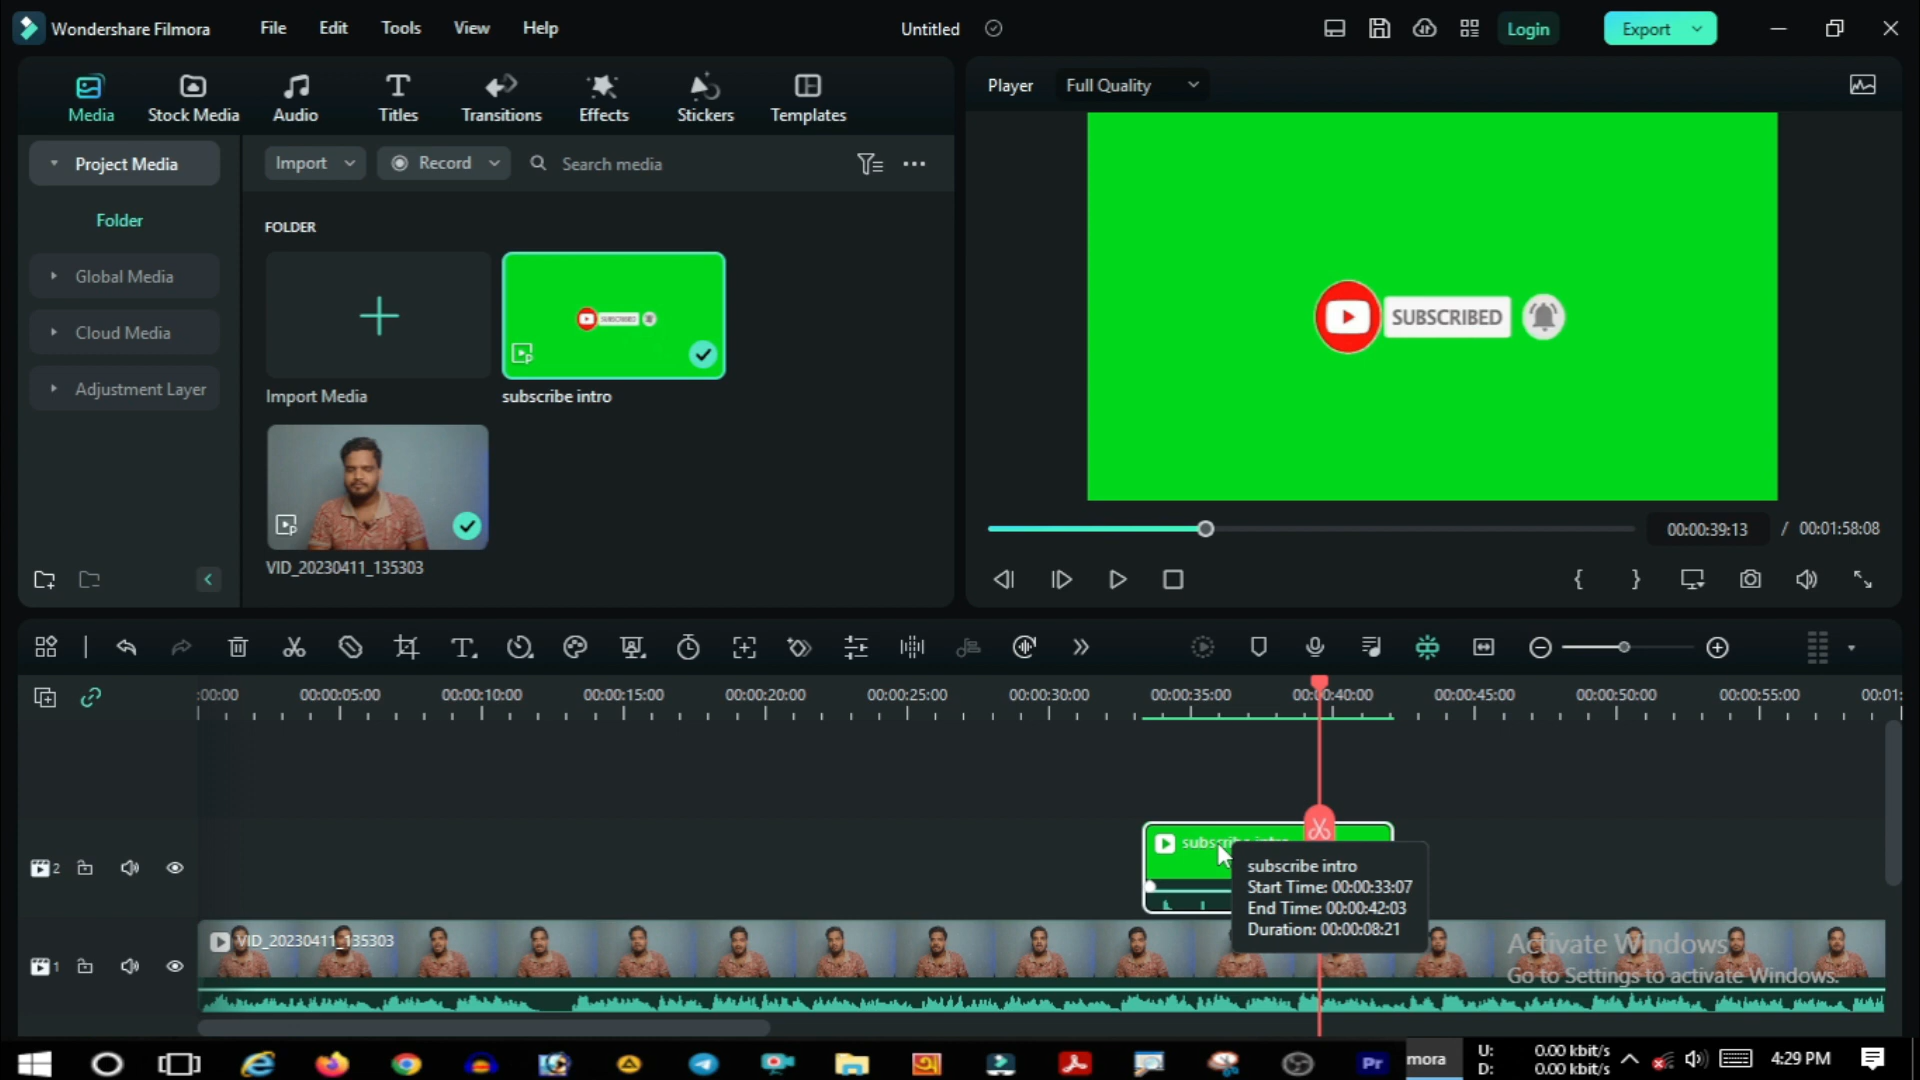 Wondershare Filmora File Edit Tools View Help Untitled Login Export
Media Stock Media Audio Titles Transitions Effects Stickers Templates
Player Full Quality
Project Media
Import Record Search media
Folder
Global Media
Cloud Media
Adjustment Layer
FOLDER
SUBSCRIBED
Import Media subscribe intro
VID_20230411_135303
SUBSCRIBED
00:00:39:13 / 00:01:58:08
:00:00 00:00:05:00 00:00:10:00 00:00:15:00 00:00:20:00 00:00:25:00 00:00:30:00 00:00:35:00 00:00:40:00 00:00:45:00 00:00:50:00 00:00:55:00 00:01:
2
subscribe intro
subscribe intro
Start Time: 00:00:33:07
End Time: 00:00:42:03
Duration: 00:00:08:21
1
VID_20230411_135303
Activate Windows
Go to Settings to activate Windows.
Pr mora
U: 0.00 kbit/s
D: 0.00 kbit/s
4:29 PM